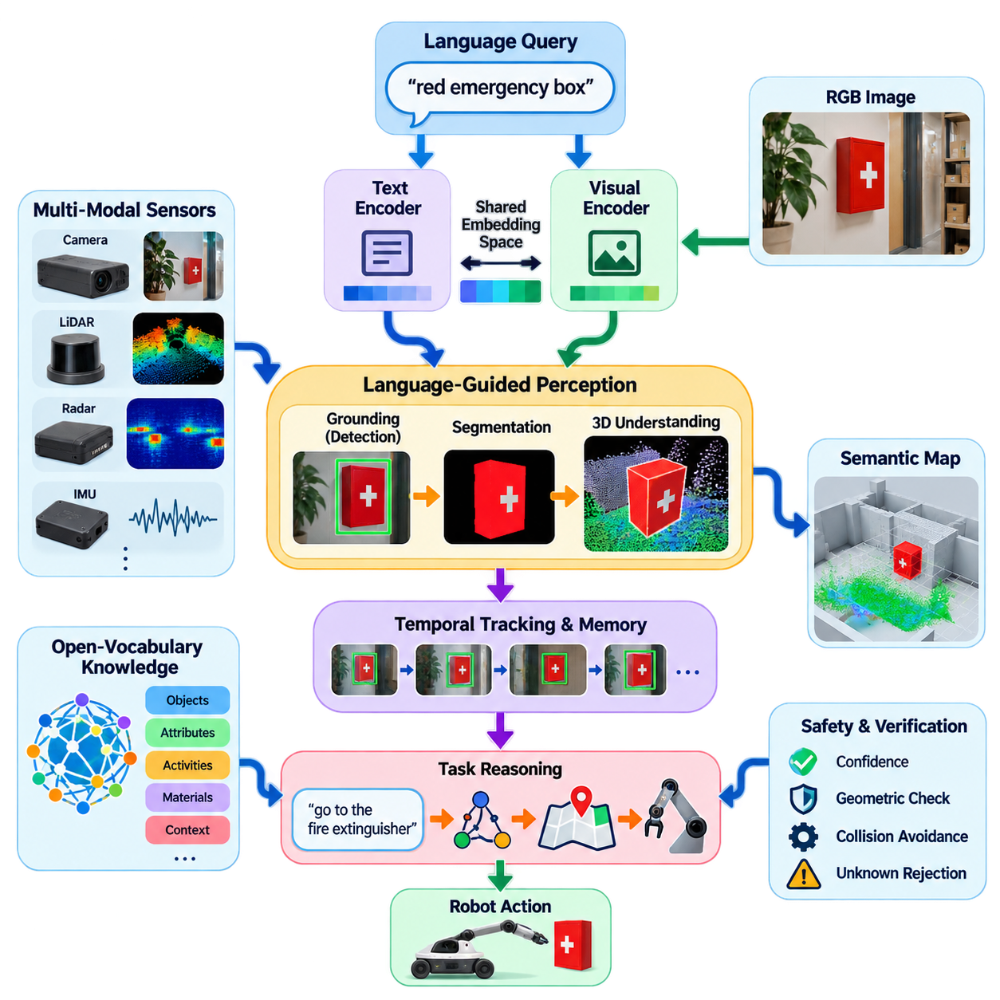 Language Query
“red emergency box”
RGB Image
Text
Encoder
Shared
Embedding
Space
Visual
Encoder
Multi-Modal Sensors
Camera
LiDAR
Radar
IMU
Language-Guided Perception
Grounding
(Detection)
Segmentation
3D Understanding
Semantic Map
Temporal Tracking & Memory
Open-Vocabulary
Knowledge
Objects
Attributes
Activities
Materials
Context
...
Task Reasoning
“go to the
fire extinguisher”
Safety & Verification
Confidence
Geometric Check
Collision Avoidance
Unknown Rejection
Robot Action